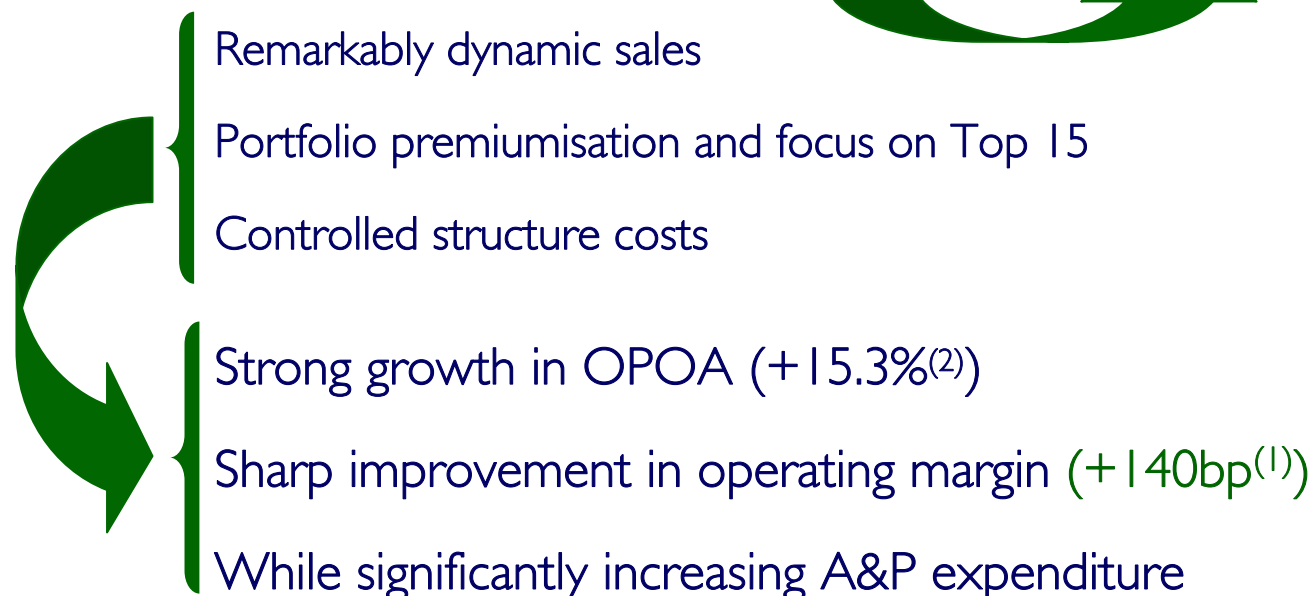 Remarkably dynamic sales
Portfolio premiumisation and focus on Top 15
Controlled structure costs
Strong growth in OPOA (+15.3%(2))
Sharp improvement in operating margin (+140bp(1))
While significantly increasing A&P expenditure